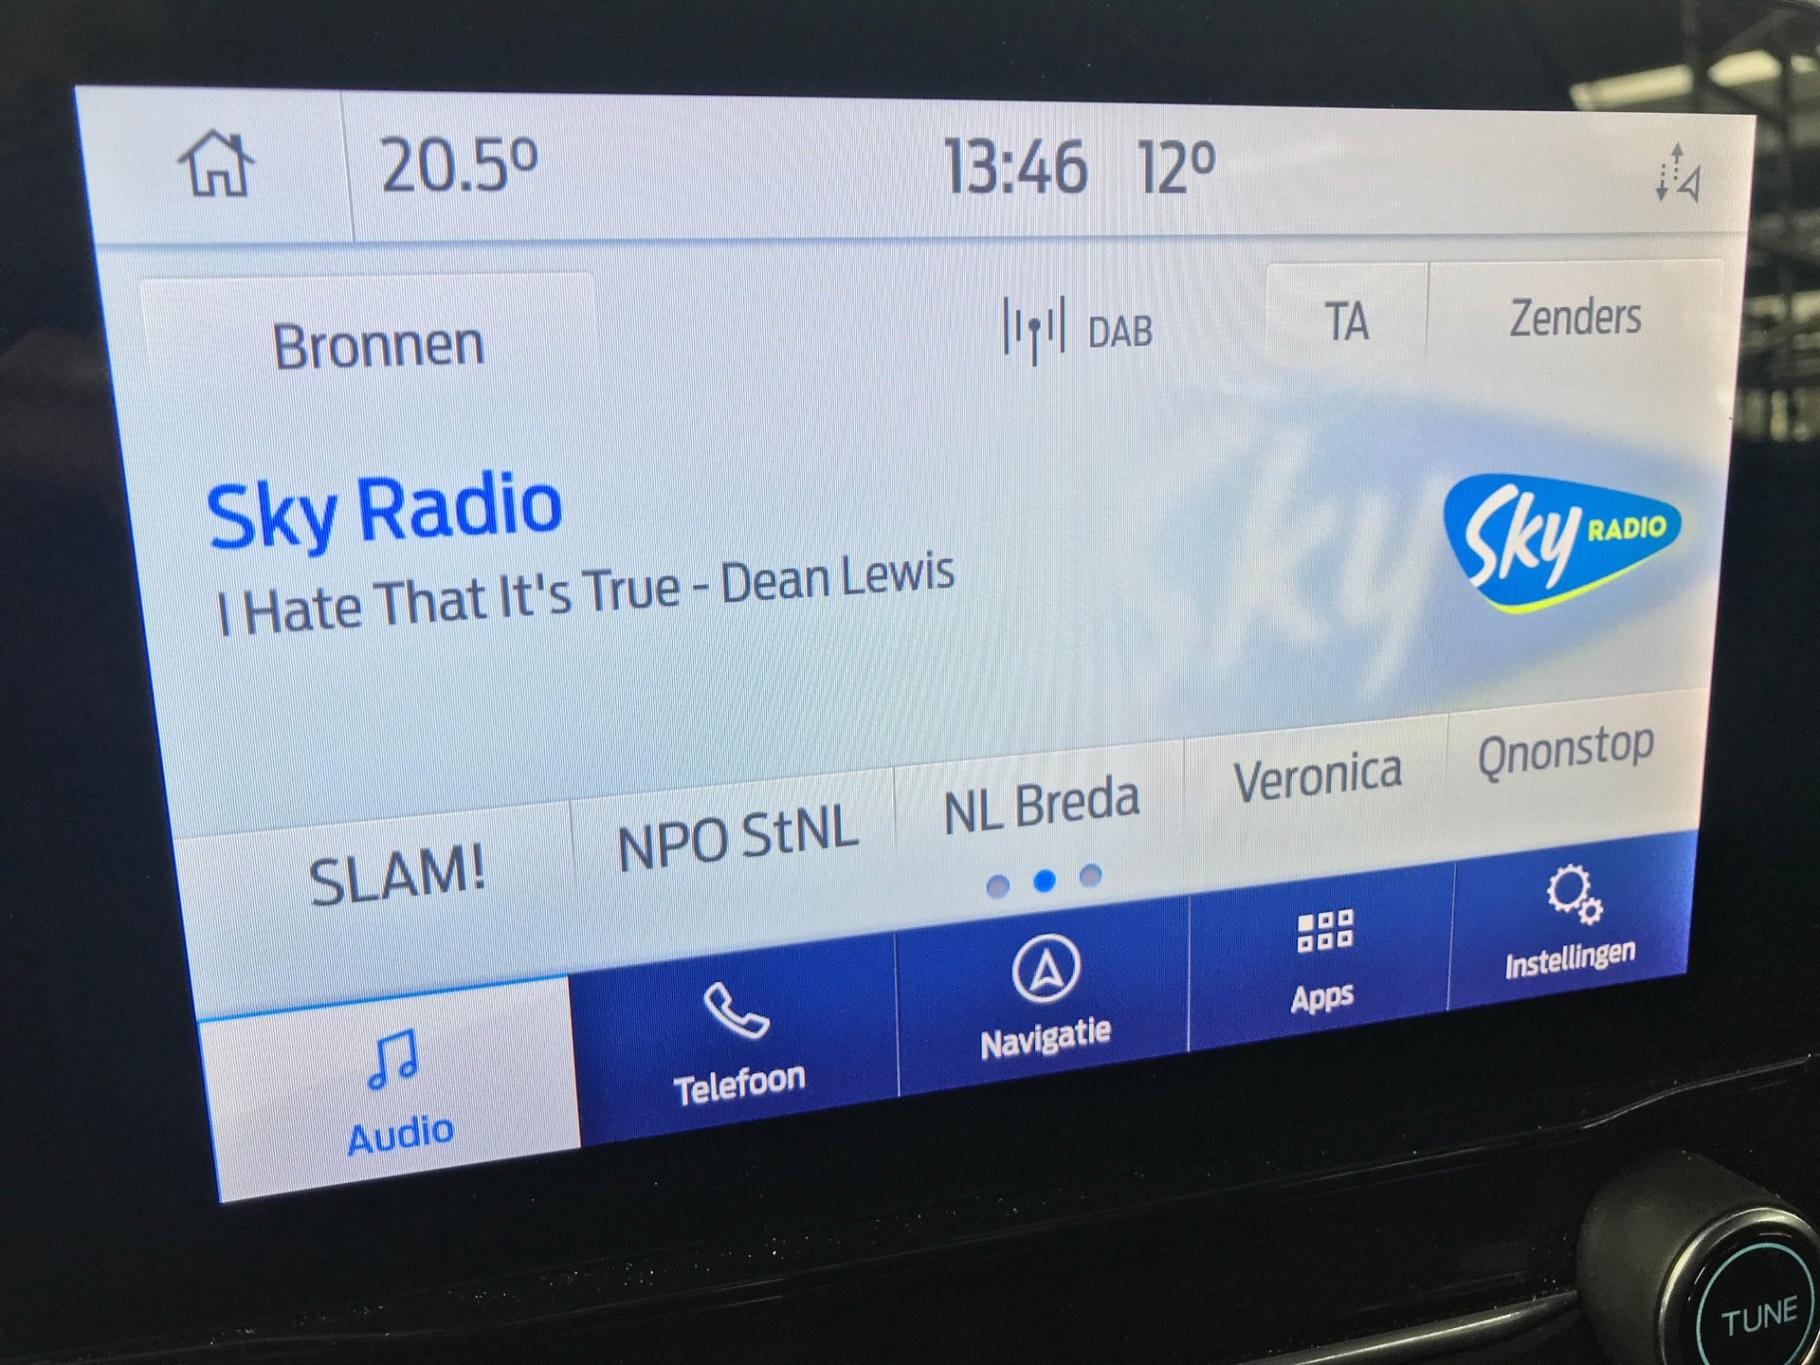 20.5º 13:46 12º
Bronnen DAB TA Zenders
Sky Radio
I Hate That It's True - Dean Lewis
Sky RADIO
SLAM! NPO StNL NL Breda Veronica Qnonstop
Audio Telefoon Navigatie Apps Instellingen
TUNE